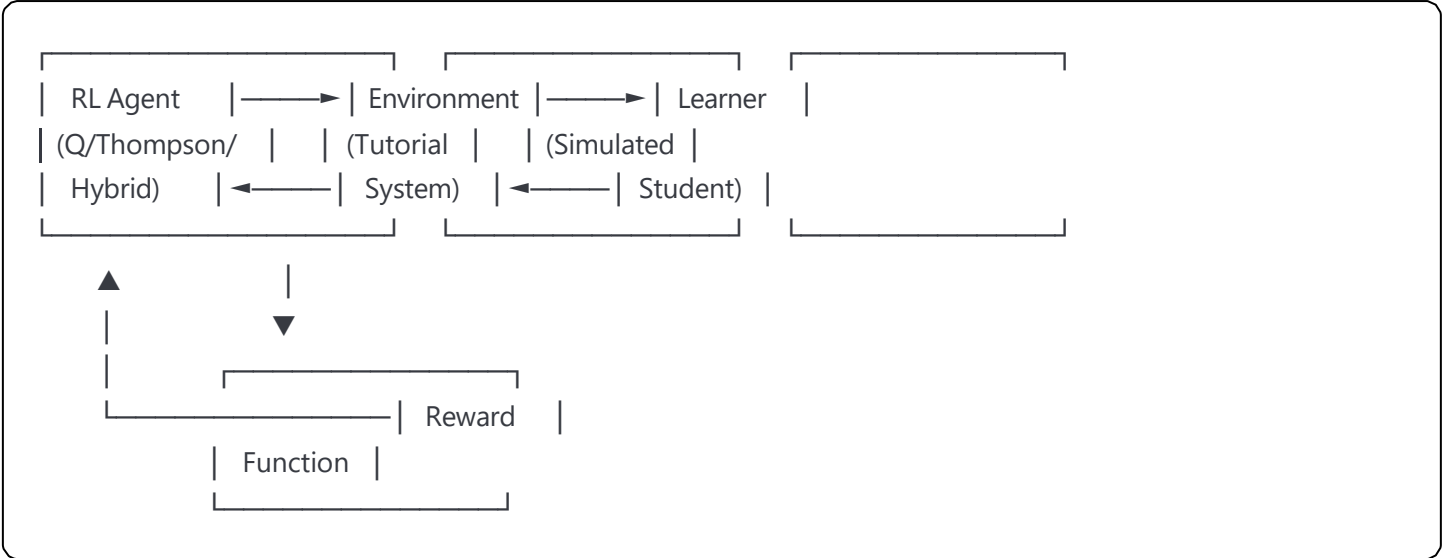 RL Agent Environment Learner
(Q/Thompson/ (Tutorial (Simulated
Hybrid) System) Student)
Reward
Function